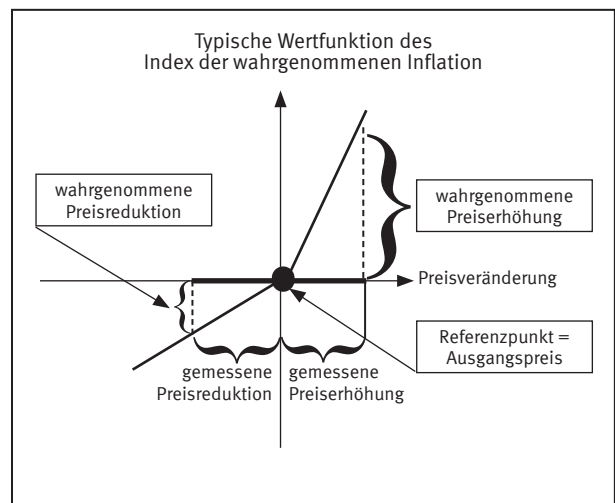 Typische Wertfunktion des
Index der wahrgenommenen Inflation
wahrgenommene
Preisreduktion
wahrgenommene
Preiserhöhung
Preisveränderung
Referenzpunkt =
Ausgangspreis
gemessene
Preisreduktion
gemessene
Preiserhöhung